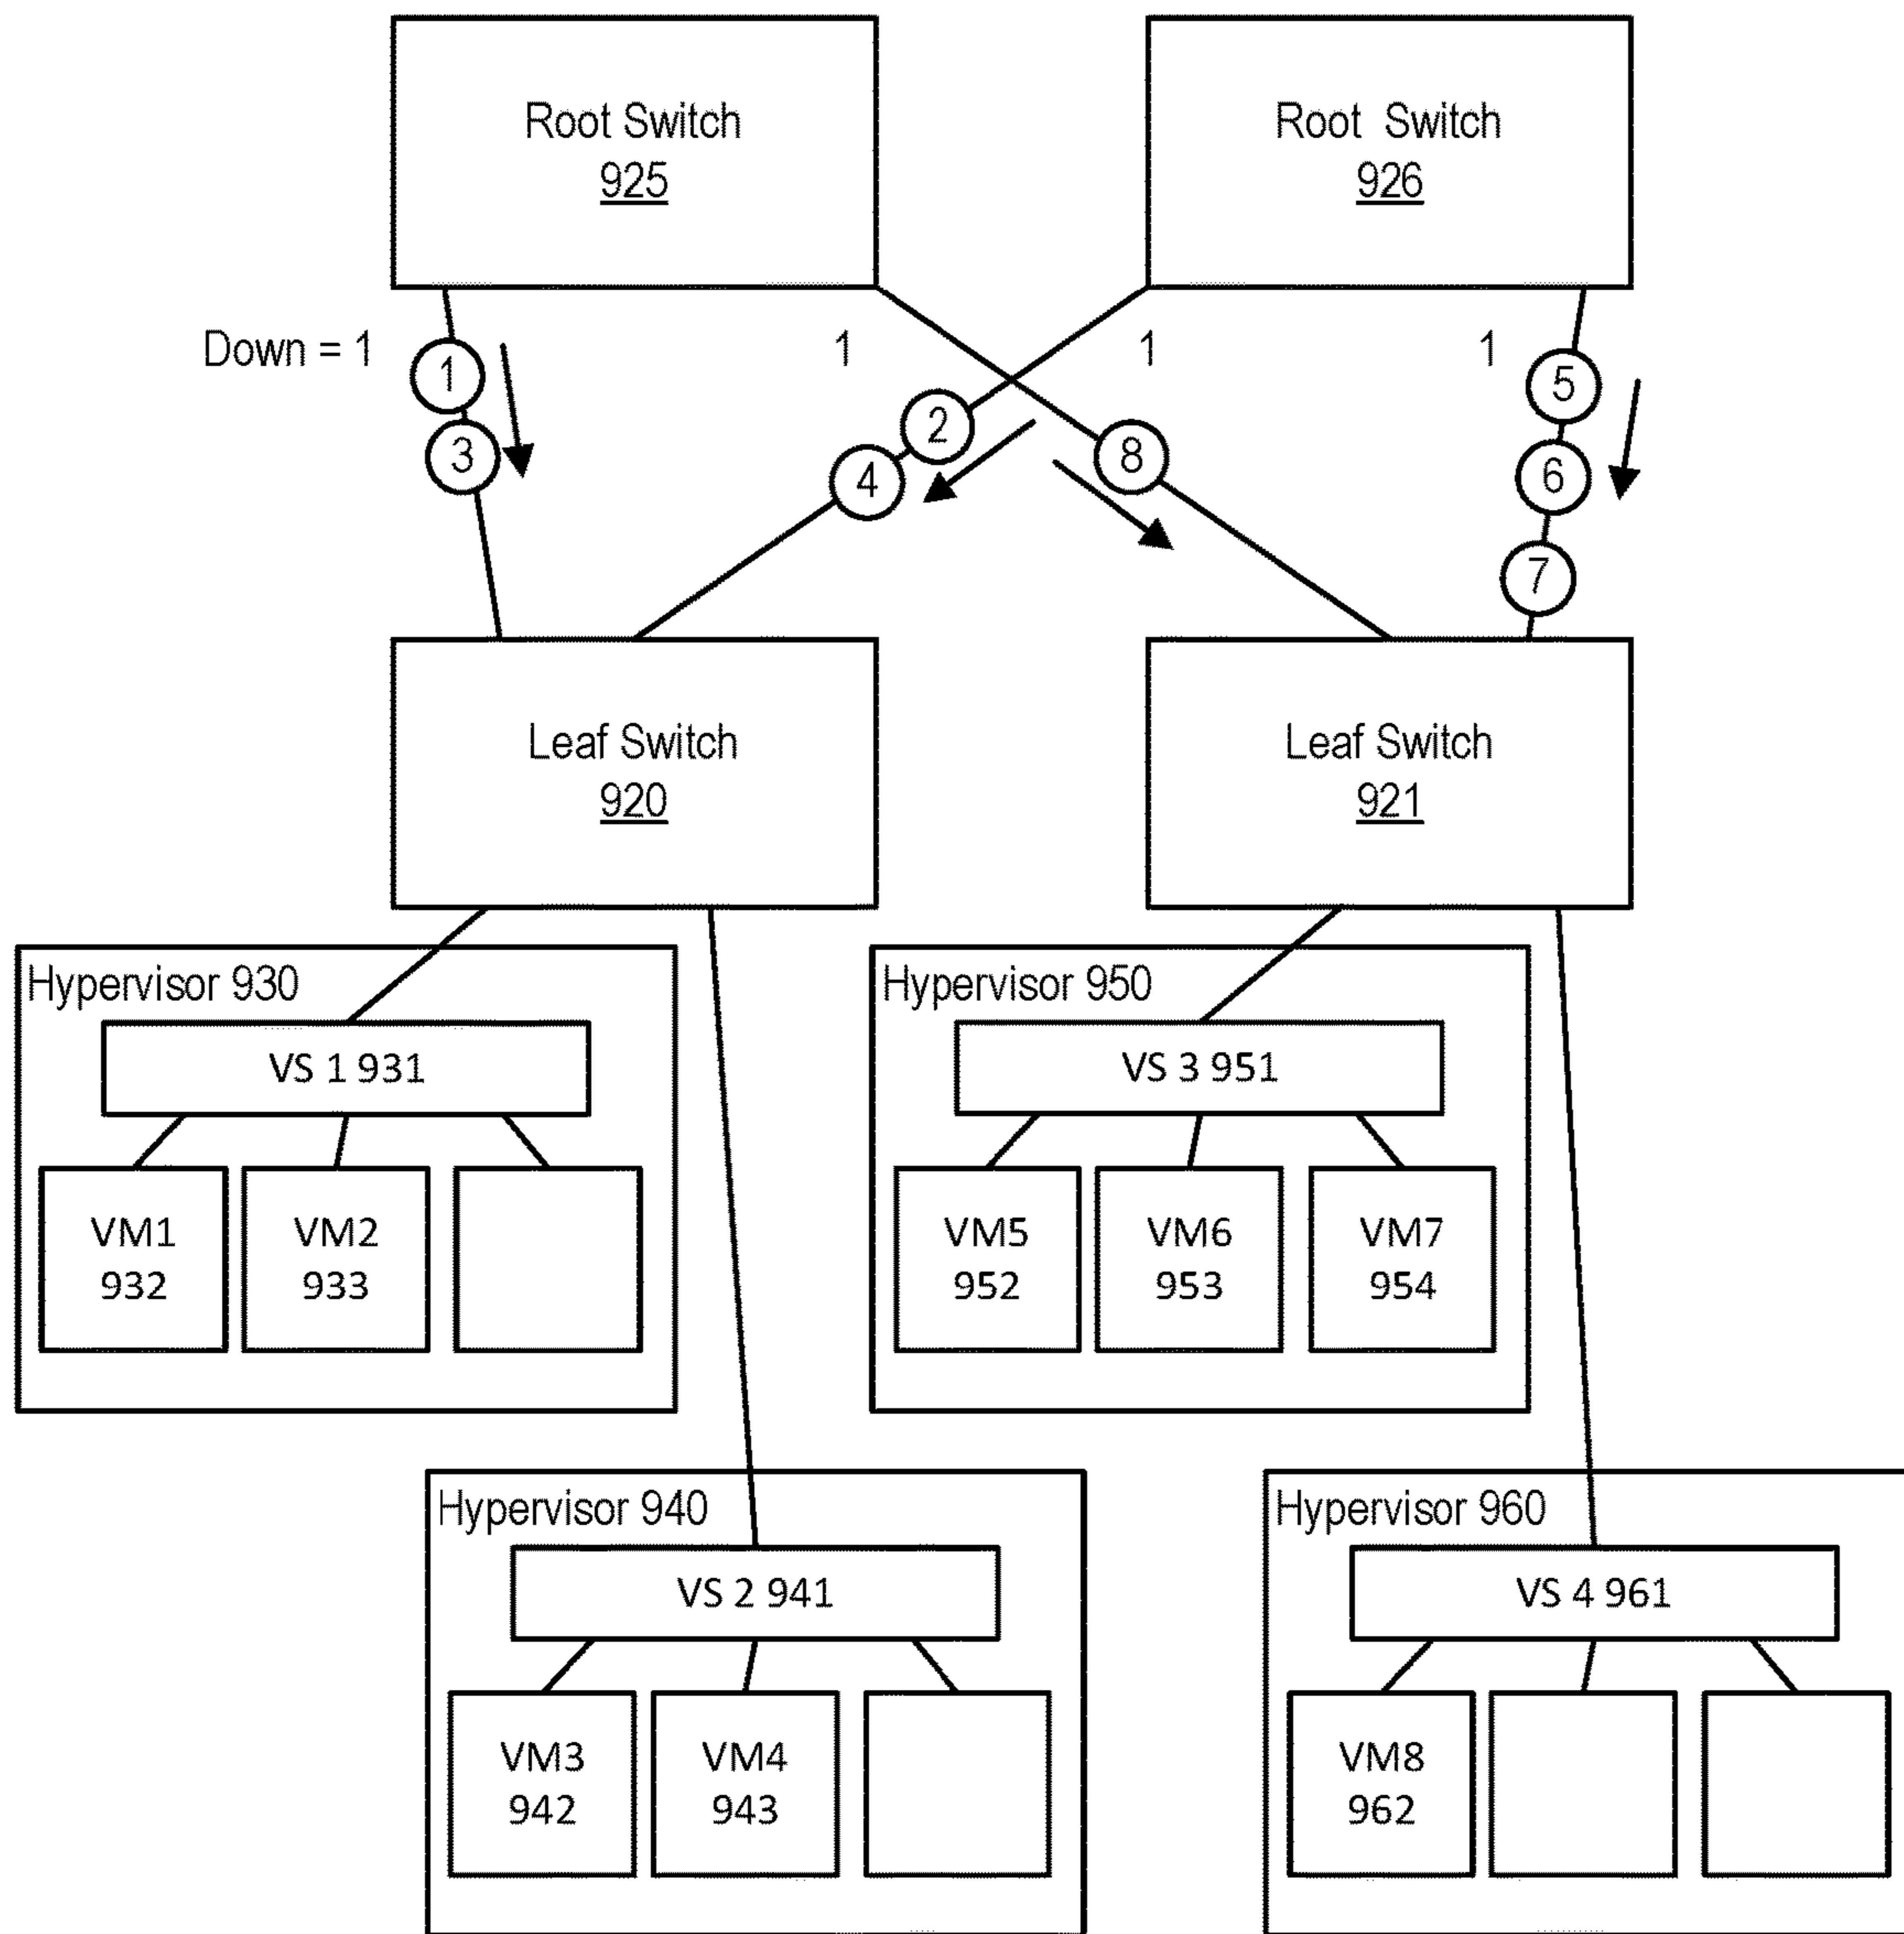 Root Switch
925
Root Switch
926
Down = 1
1
1
1
1
3
2
4
8
5
6
7
Leaf Switch
920
Leaf Switch
921
Hypervisor 930
VS 1 931
VM1
932
VM2
933
Hypervisor 950
VS 3 951
VM5
952
VM6
953
VM7
954
Hypervisor 940
VS 2 941
VM3
942
VM4
943
Hypervisor 960
VS 4 961
VM8
962